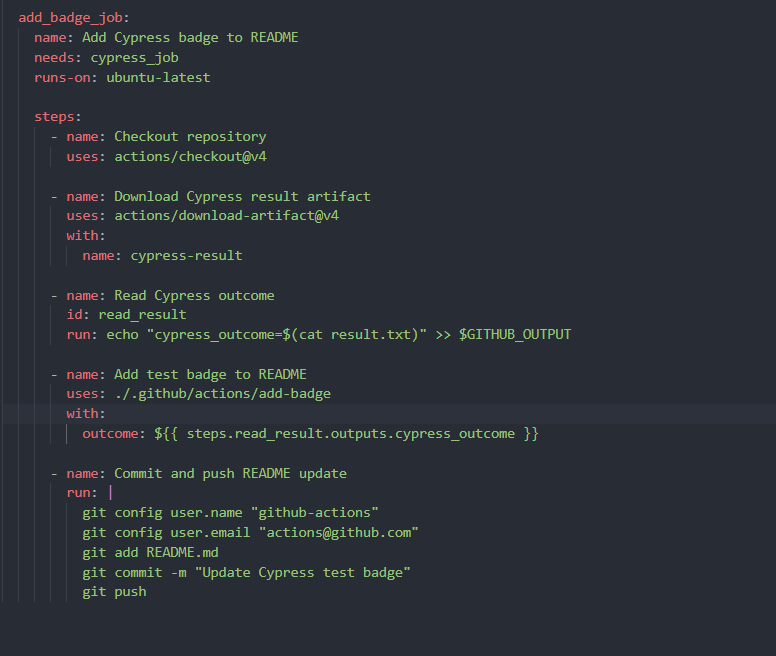 add_badge_job:
name: Add Cypress badge to README
needs: cypress_job
runs-on: ubuntu-latest
steps:
- name: Checkout repository
uses: actions/checkout@v4
- name: Download Cypress result artifact
uses: actions/download-artifact@v4
with:
name: cypress-result
- name: Read Cypress outcome
id: read_result
run: echo "cypress_outcome=$(cat result.txt)" >> $GITHUB_OUTPUT
- name: Add test badge to README
uses: ./.github/actions/add-badge
with:
outcome: ${{ steps.read_result.outputs.cypress_outcome }}
- name: Commit and push README update
run: |
git config user.name "github-actions"
git config user.email "actions@github.com"
git add README.md
git commit -m "Update Cypress test badge"
git push